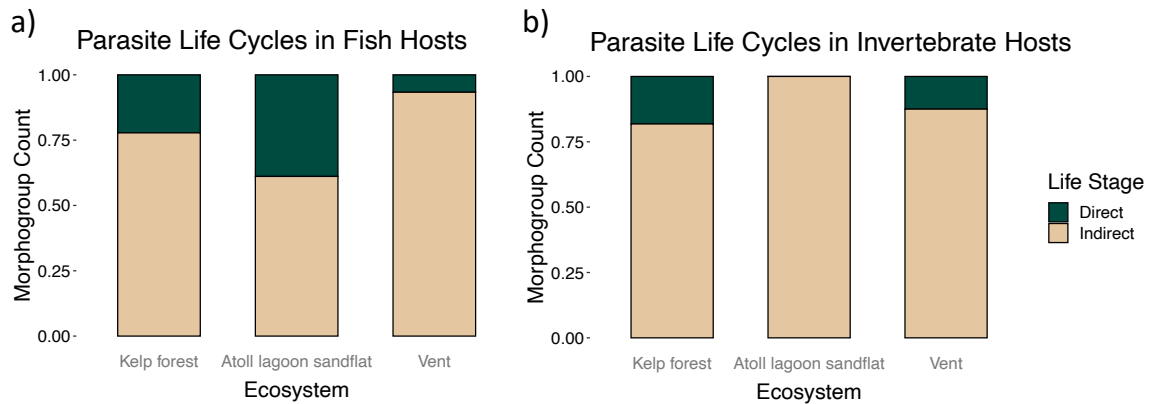 a)
Parasite Life Cycles in Fish Hosts
1.00
0.75
0.50
0.25
0.00
Morphogroup Count
Kelp forest
Atoll lagoon sandflat
Vent
Ecosystem
b)
Parasite Life Cycles in Invertebrate Hosts
1.00
0.75
0.50
0.25
0.00
Morphogroup Count
Kelp forest
Atoll lagoon sandflat
Vent
Ecosystem
Life Stage
Direct
Indirect